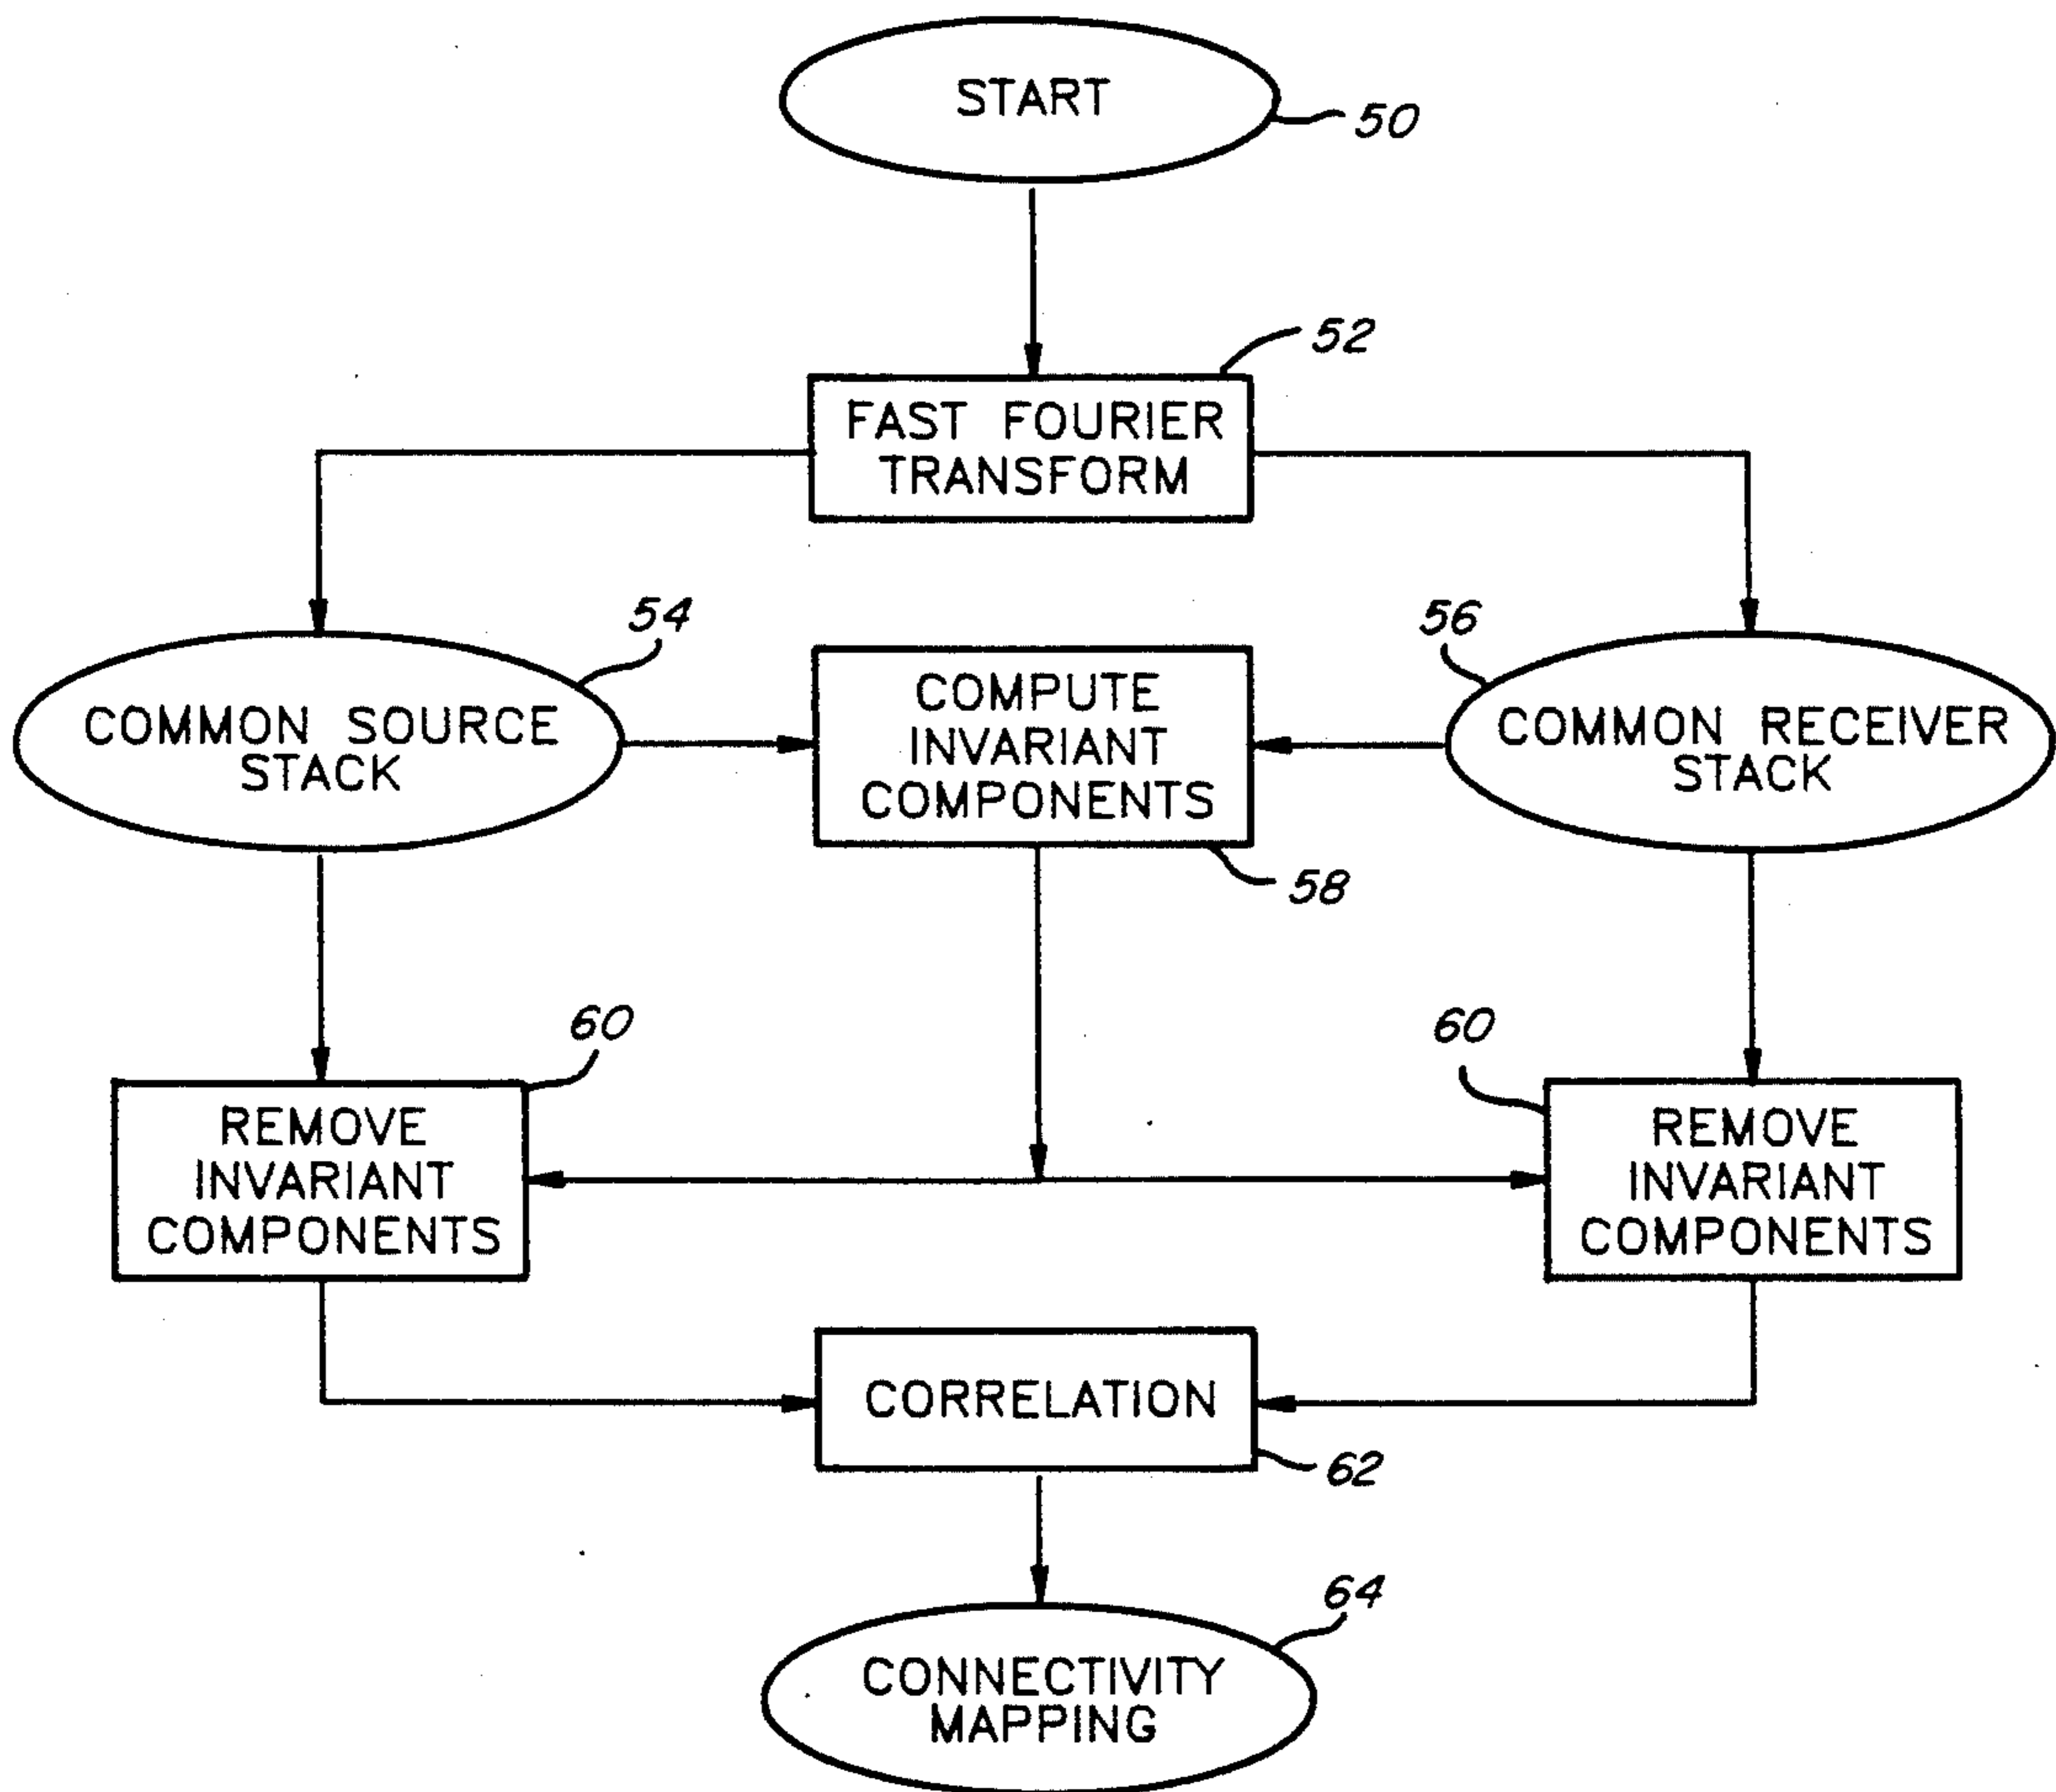 START
50
52
FAST FOURIER
TRANSFORM
54
56
COMMON SOURCE
STACK
COMPUTE
INVARIANT
COMPONENTS
COMMON RECEIVER
STACK
58
60
60
REMOVE
INVARIANT
COMPONENTS
REMOVE
INVARIANT
COMPONENTS
CORRELATION
62
64
CONNECTIVITY
MAPPING